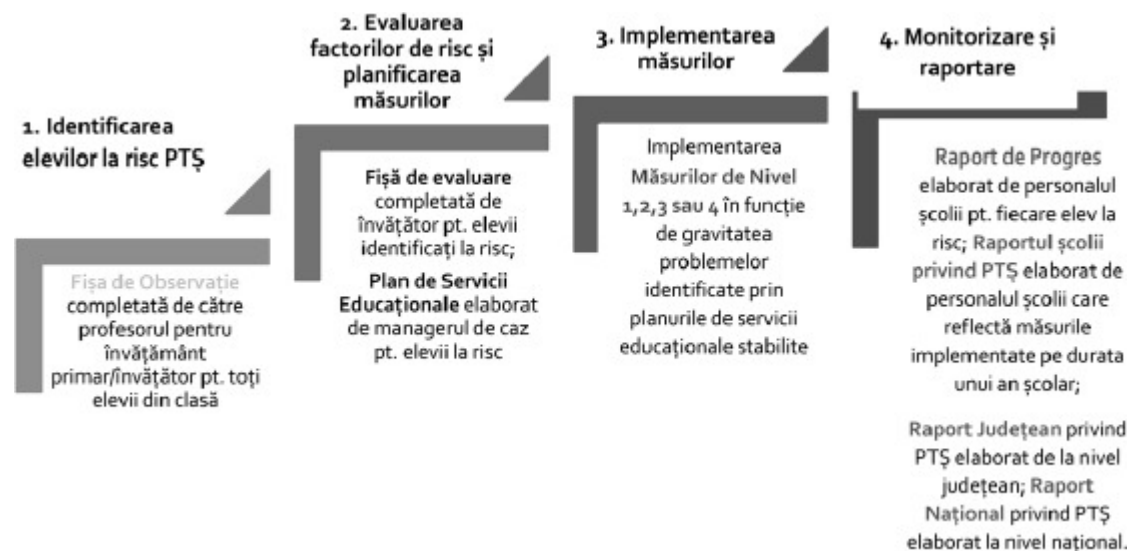 1. Identificarea
elevilor la risc PTȘ
Fișa de Observație
completată de către
profesorul pentru
învățământ
primar/învățător pt. toți
elevii din clasă
2. Evaluarea
factorilor de risc și
planificarea
măsurilor
Fișă de evaluare
completată de
învățător pt. elevii
identificați la risc;
Plan de Servicii
Educaționale elaborat
de managerul de caz
pt. elevii la risc
3. Implementarea
măsurilor
Implementarea
Măsurilor de Nivel
1,2,3 sau 4 în funcție
de gravitatea
problemelor
identificate prin
planurile de servicii
educaționale stabilite
4. Monitorizare și
raportare
Raport de Progres
elaborat de personalul
școlii pt. fiecare elev la
risc; Raportul școlii
privind PTȘ elaborat de
personalul școlii care
reflectă măsurile
implementate pe durata
unui an școlar;
Raport Județean privind
PTȘ elaborat de la nivel
județean; Raport
Național privind PTȘ
elaborat la nivel național.